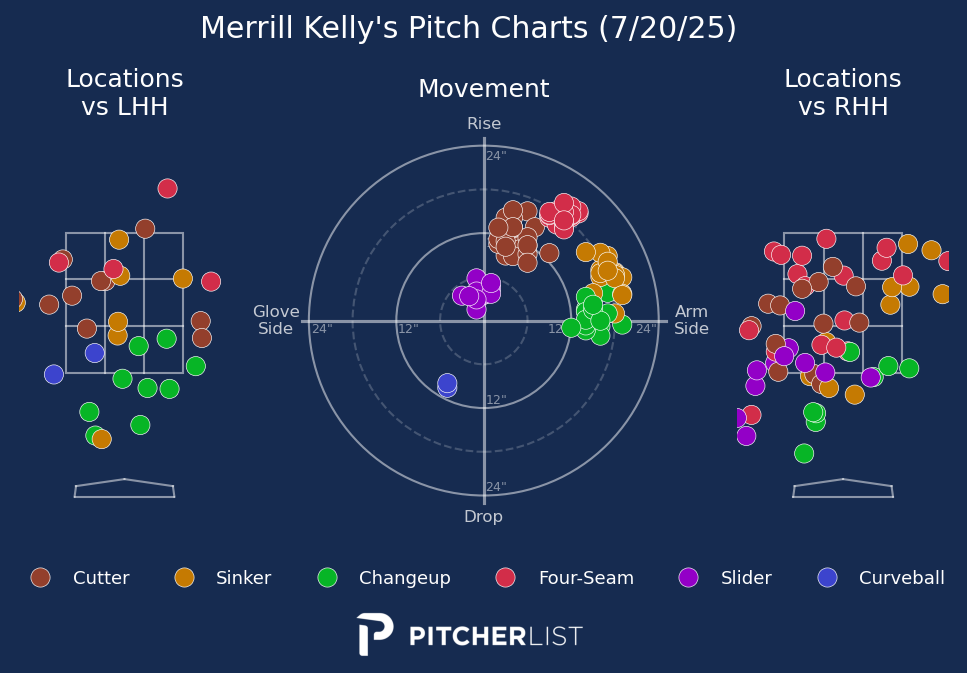 Merrill Kelly's Pitch Charts (7/20/25)
Locations
vs LHH
Movement
Locations
vs RHH
Rise
24"
Glove
Side
24"
12"
12"
24"
Arm
Side
12"
24"
Drop
Cutter
Sinker
Changeup
Four-Seam
Slider
Curveball
PITCHERLIST